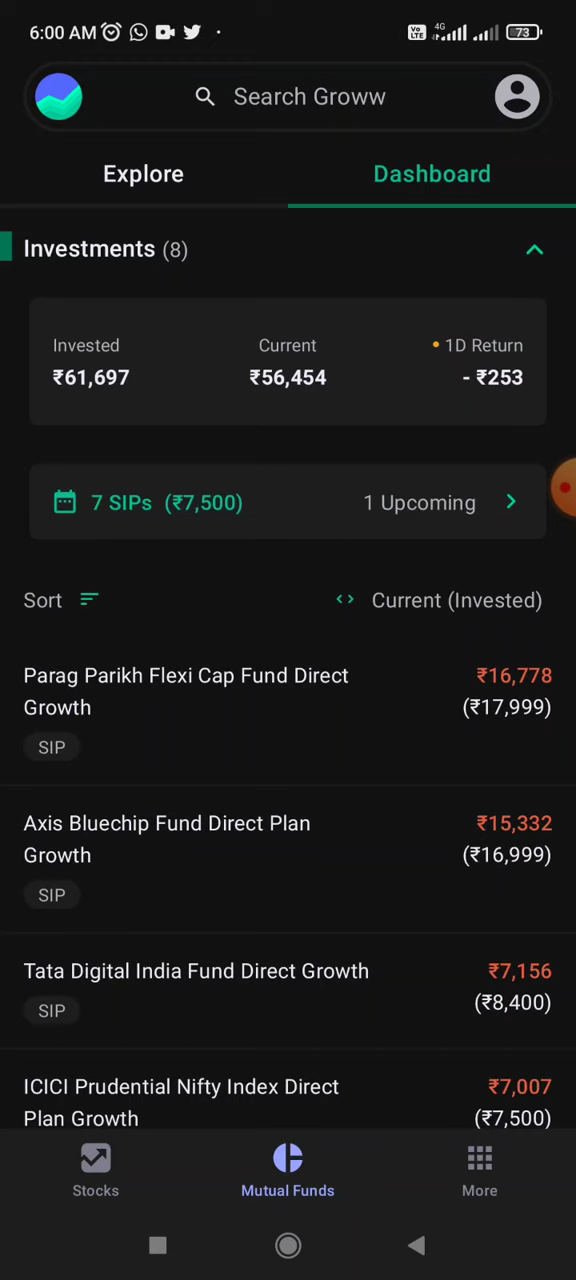 6:00 AM
Vo LTE 4G 73
Search Groww
Explore Dashboard
Investments (8)
Invested Current 1D Return
₹61,697 ₹56,454 - ₹253
7 SIPs (₹7,500) 1 Upcoming
Sort <> Current (Invested)
Parag Parikh Flexi Cap Fund Direct ₹16,778
Growth (₹17,999)
SIP
Axis Bluechip Fund Direct Plan ₹15,332
Growth (₹16,999)
SIP
Tata Digital India Fund Direct Growth ₹7,156
(₹8,400)
SIP
ICICI Prudential Nifty Index Direct ₹7,007
Plan Growth (₹7,500)
Stocks Mutual Funds More